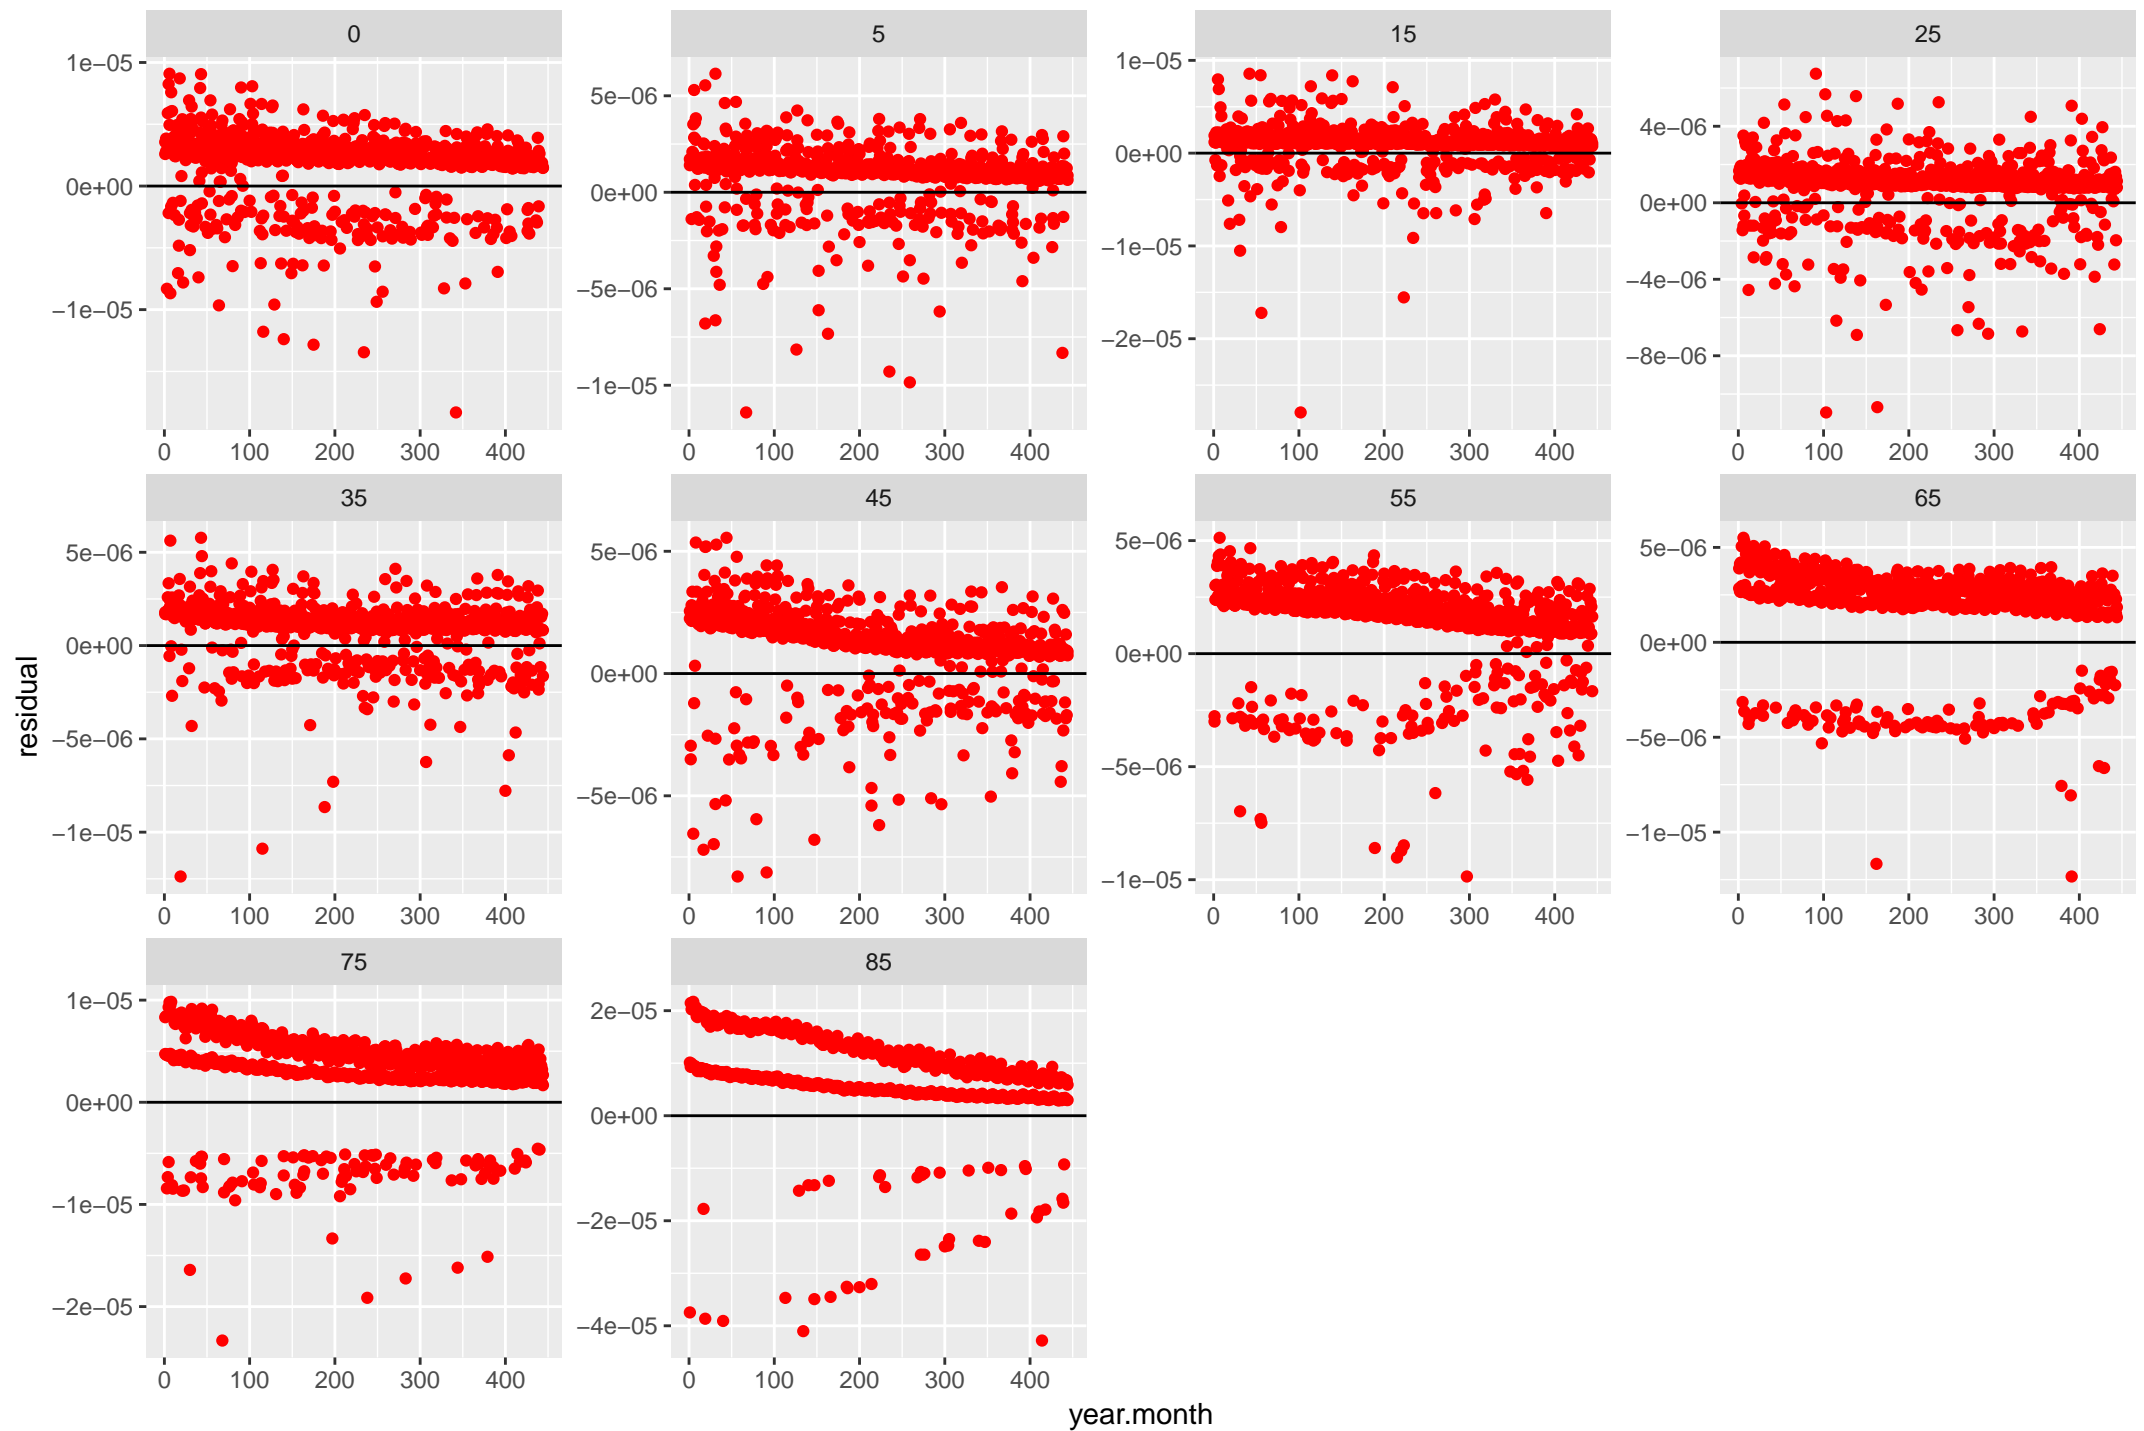 0 5 15 25
1e−05 5e−06 1e−05 4e−06
0e+00 0e+00 0e+00 0e+00
−1e−05 −5e−06 −1e−05 −4e−06
−1e−05 −2e−05 −8e−06
0 100 200 300 400 0 100 200 300 400 0 100 200 300 400 0 100 200 300 400
35 45 55 65
5e−06 5e−06 5e−06 5e−06
0e+00 0e+00 0e+00 0e+00
−5e−06 −5e−06 −5e−06 −5e−06
−1e−05 −1e−05 −1e−05
0 100 200 300 400 0 100 200 300 400 0 100 200 300 400 0 100 200 300 400
75 85
1e−05 2e−05
0e+00 0e+00
−1e−05 −2e−05
−2e−05 −4e−05
0 100 200 300 400 0 100 200 300 400
residual
year.month